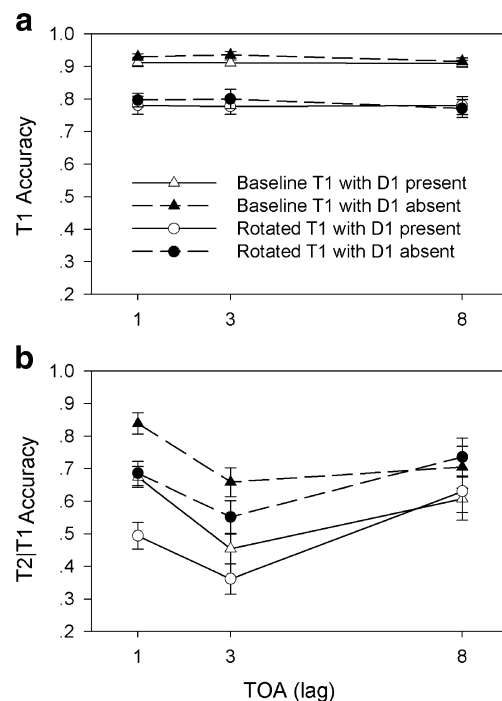 a
1.0
.9
.8
.7
.6
.5
.4
.3
.2
T1 Accuracy
Baseline T1 with D1 present
Baseline T1 with D1 absent
Rotated T1 with D1 present
Rotated T1 with D1 absent
1 3 8
b
1.0
.9
.8
.7
.6
.5
.4
.3
.2
T2|T1 Accuracy
1 3 8
TOA (lag)